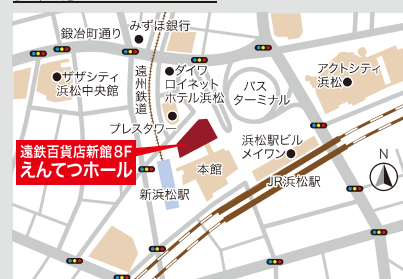 みずほ銀行
鍛冶町通り
ザザシティ
浜松中央館
遠州鉄道
ダイワ
ロイネット
ホテル浜松
バス
ターミナル
アクトシティ
浜松
プレスタワー
遠鉄百貨店新館8F
えんてつホール
本館
浜松駅ビル
メイワン
新浜松駅
JR浜松駅
N